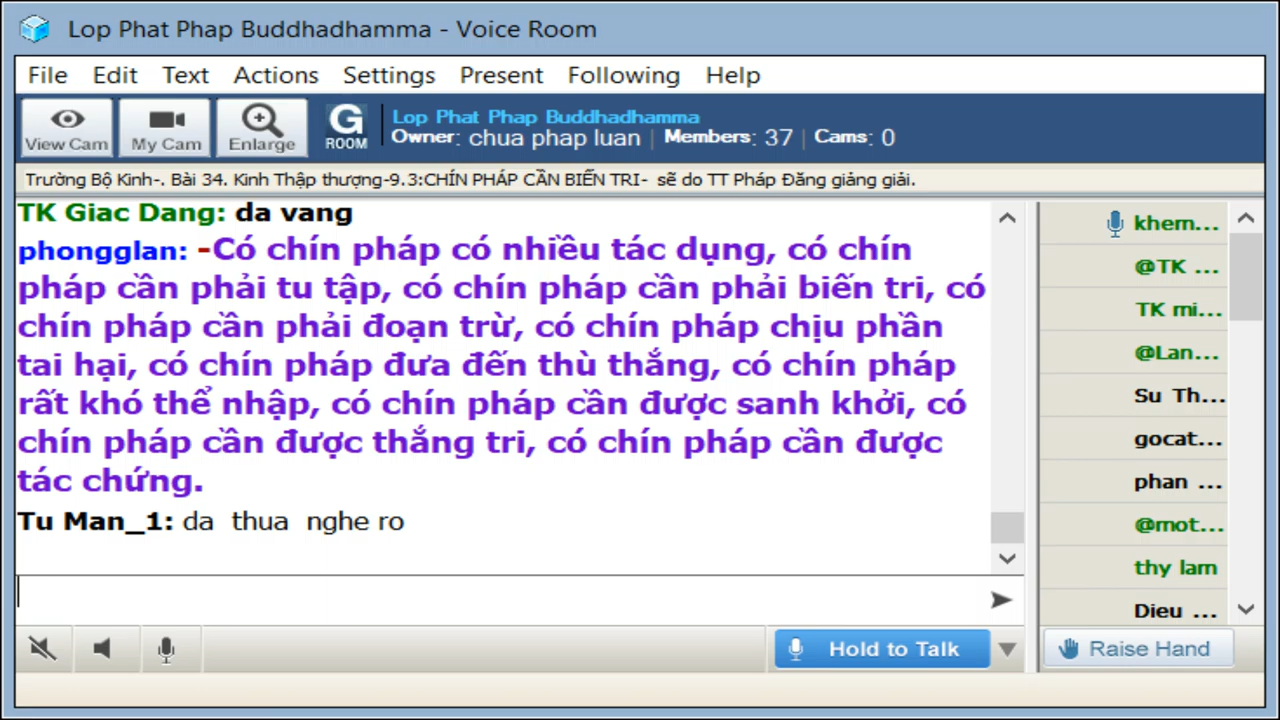 Lop Phat Phap Buddhadhamma - Voice Room
File Edit Text Actions Settings Present Following Help
View Cam My Cam Enlarge G ROOM
Lop Phat Phap Buddhadhamma
Owner: chua phap luan | Members: 37 | Cams: 0
Trường Bộ Kinh-. Bài 34. Kinh Thập thượng-9.3:CHÍN PHÁP CẦN BIẾN TRI- sẽ do TT Pháp Đăng giảng giải.
TK Giac Dang: da vang
phongglan: -Có chín pháp có nhiều tác dụng, có chín
pháp cần phải tu tập, có chín pháp cần phải biến tri, có
chín pháp cần phải đoạn trừ, có chín pháp chịu phần
tai hại, có chín pháp đưa đến thù thắng, có chín pháp
rất khó thể nhập, có chín pháp cần được sanh khởi, có
chín pháp cần được thắng tri, có chín pháp cần được
tác chứng.
Tu Man_1: da thua nghe ro
khem...
@TK ...
TK mi...
@Lan...
Su Th...
gocat...
phan ...
@mot...
thy lam
Dieu ...
Hold to Talk
Raise Hand